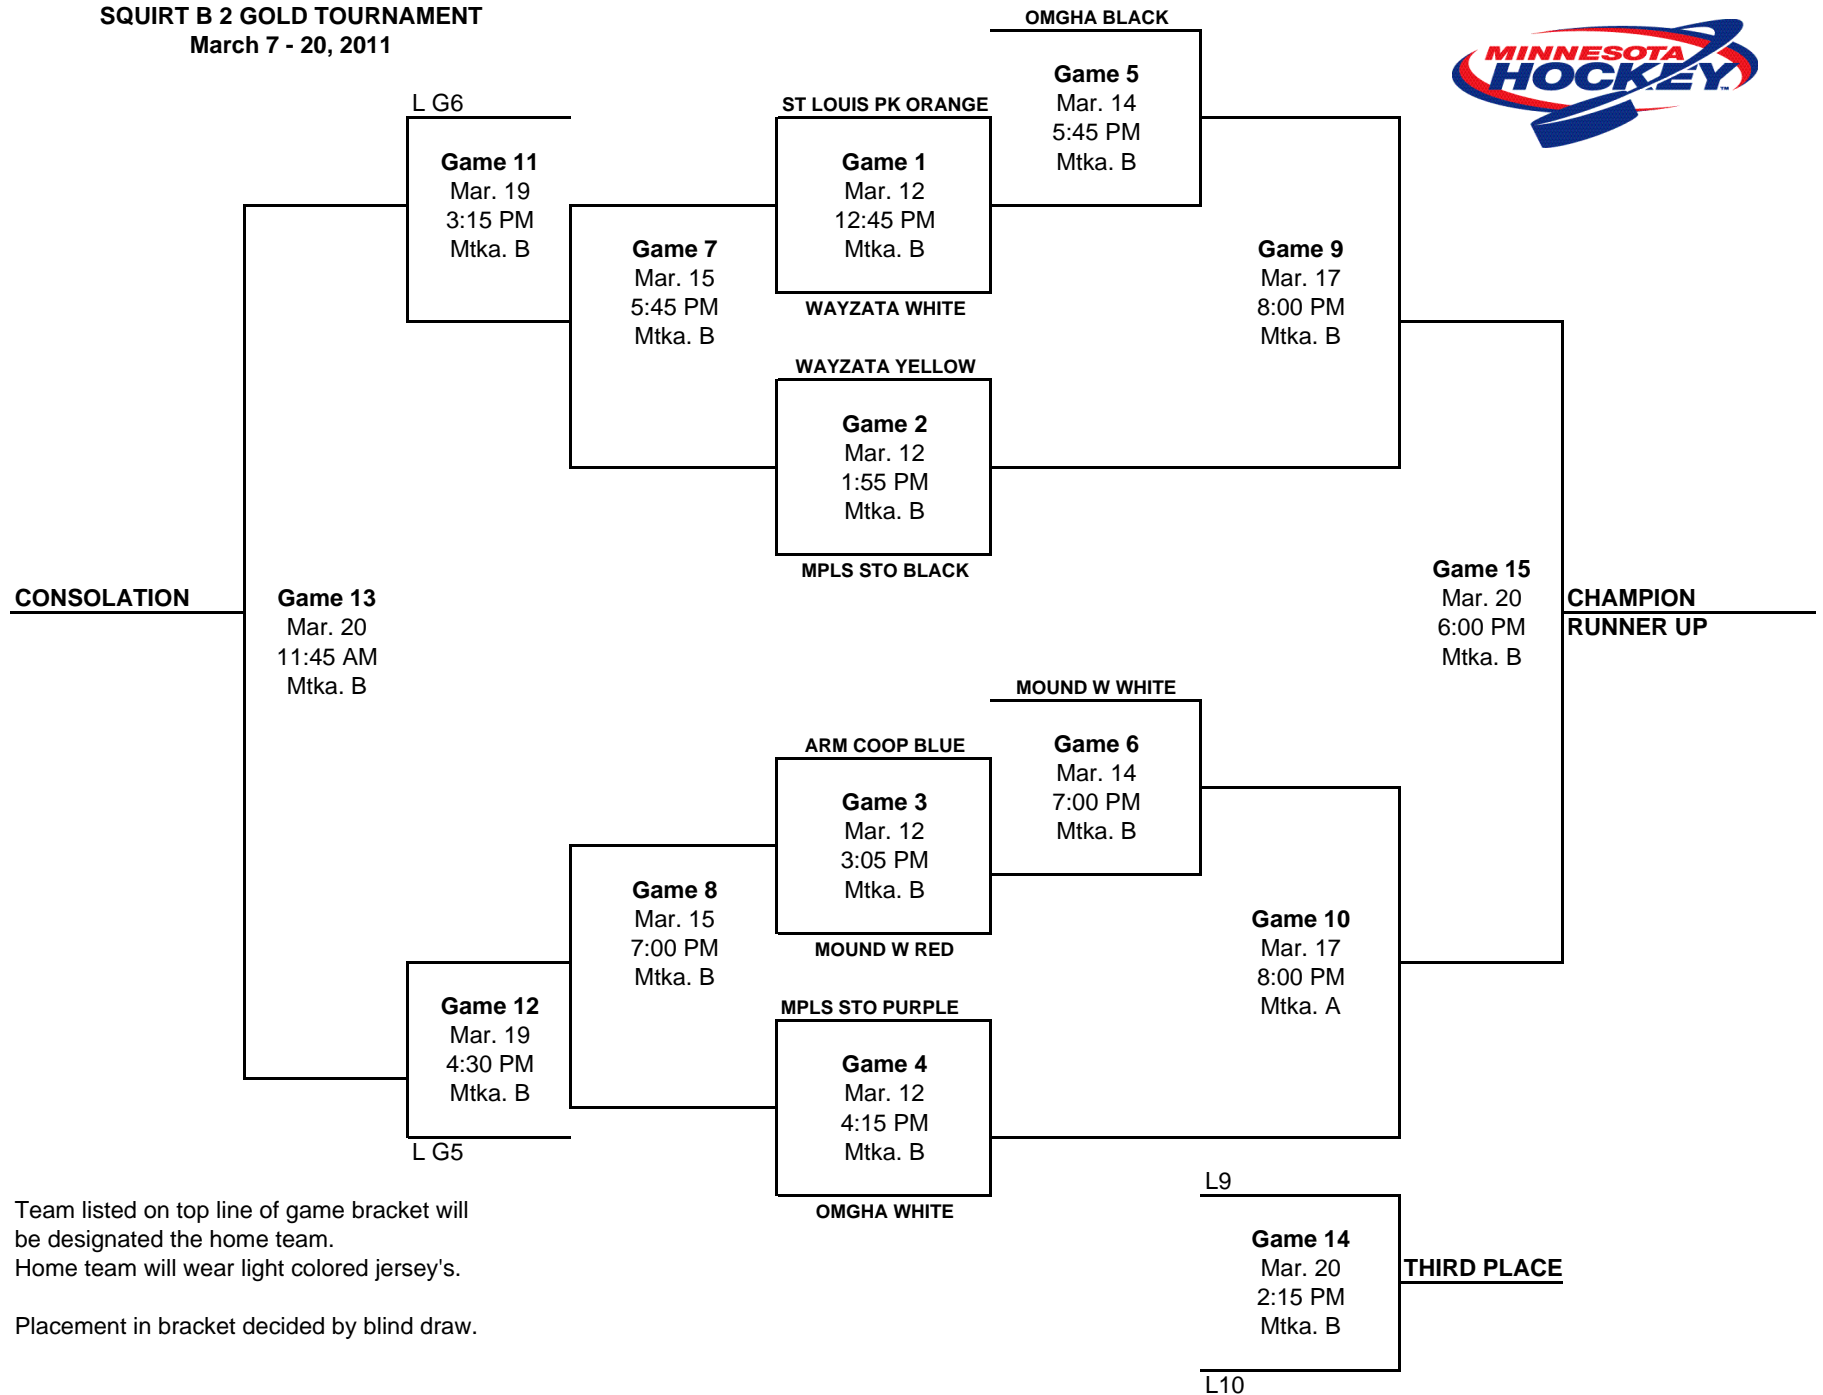 SQUIRT B 2 GOLD TOURNAMENT
March 7 - 20, 2011
MINNESOTA
HOCKEY
TM
OMGHA BLACK
Game 5
Mar. 14
5:45 PM
Mtka. B
L G6
Game 11
Mar. 19
3:15 PM
Mtka. B
ST LOUIS PK ORANGE
Game 1
Mar. 12
12:45 PM
Mtka. B
WAYZATA WHITE
Game 7
Mar. 15
5:45 PM
Mtka. B
Game 9
Mar. 17
8:00 PM
Mtka. B
WAYZATA YELLOW
Game 2
Mar. 12
1:55 PM
Mtka. B
MPLS STO BLACK
CONSOLATION
Game 13
Mar. 20
11:45 AM
Mtka. B
Game 15
Mar. 20
6:00 PM
Mtka. B
CHAMPION
RUNNER UP
MOUND W WHITE
Game 6
Mar. 14
7:00 PM
Mtka. B
ARM COOP BLUE
Game 3
Mar. 12
3:05 PM
Mtka. B
MOUND W RED
Game 8
Mar. 15
7:00 PM
Mtka. B
Game 10
Mar. 17
8:00 PM
Mtka. A
Game 12
Mar. 19
4:30 PM
Mtka. B
L G5
MPLS STO PURPLE
Game 4
Mar. 12
4:15 PM
Mtka. B
OMGHA WHITE
L9
Game 14
Mar. 20
2:15 PM
Mtka. B
L10
THIRD PLACE
Team listed on top line of game bracket will
be designated the home team.
Home team will wear light colored jersey's.
Placement in bracket decided by blind draw.